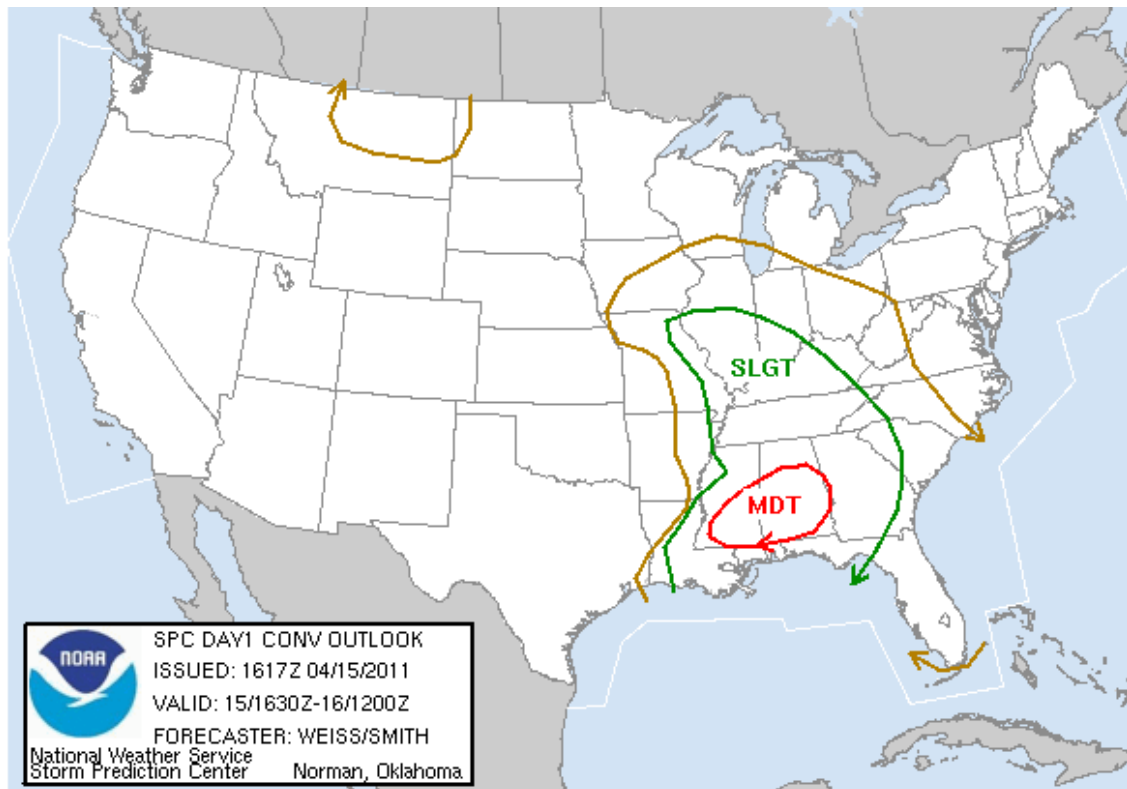 SLGT
MDT
NOAA
SPC DAY1 CONV OUTLOOK
ISSUED: 1617Z 04/15/2011
VALID: 15/1630Z-16/1200Z
FORECASTER: WEISS/SMITH
National Weather Service
Storm Prediction Center Norman, Oklahoma